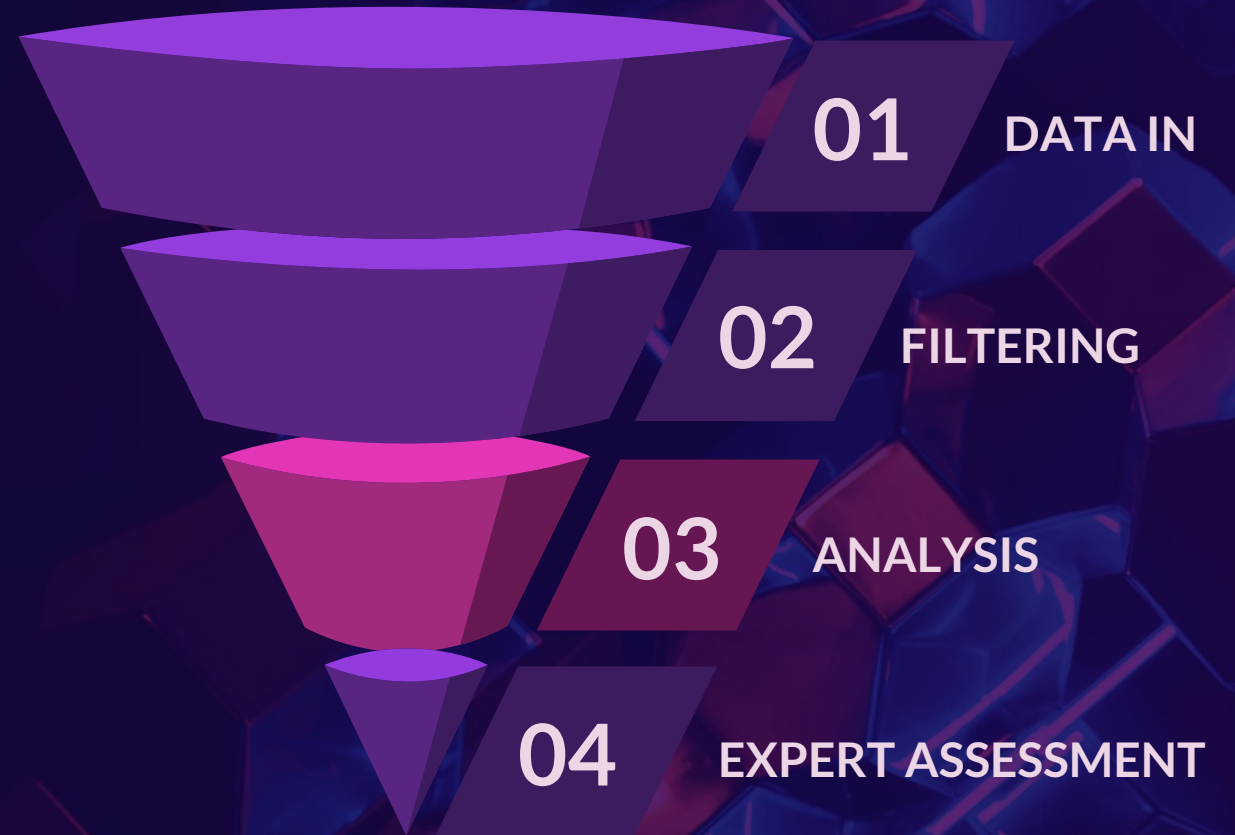 01
DATA IN
02
FILTERING
03
ANALYSIS
04
EXPERT ASSESSMENT